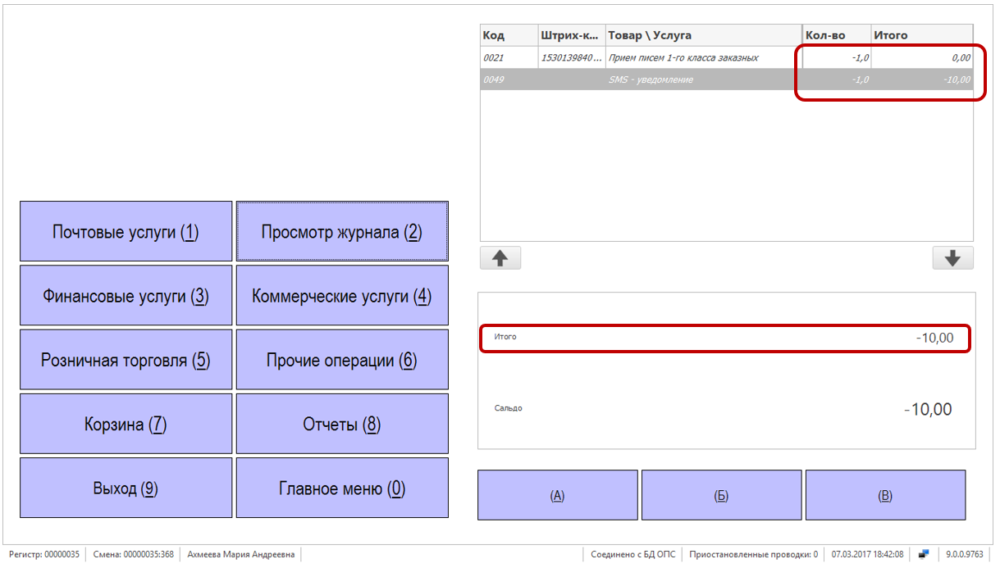 Код Штрих-к... Товар \ Услуга Кол-во Итого
0021 1530139840 ... Прием писем 1-го класса заказных -1,0 0,00
0049 SMS - уведомление -1,0 -10,00
Почтовые услуги (1) Просмотр журнала (2)
Финансовые услуги (3) Коммерческие услуги (4)
Итого -10,00
Розничная торговля (5) Прочие операции (6)
Сальдо -10,00
Корзина (7) Отчеты (8)
Выход (9) Главное меню (0)
(А) (Б) (В)
Регистр: 00000035 Смена: 00000035:368 Ахмеева Мария Андреевна Соединено с БД ОПС Приостановленные проводки: 0 07.03.2017 18:42:08 9.0.0.9763